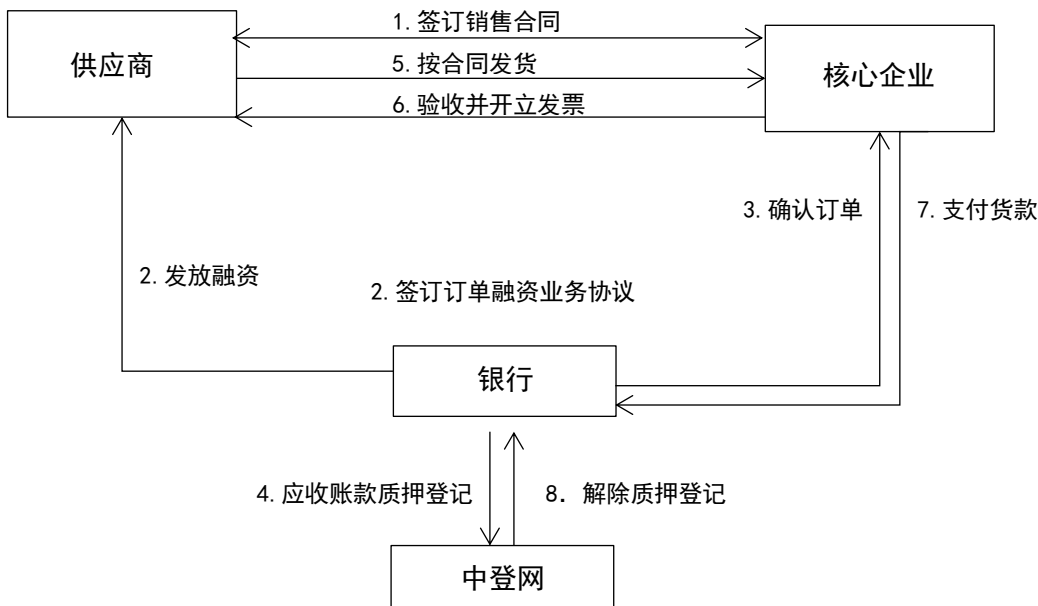 1. 签订销售合同
供应商
核心企业
5. 按合同发货
6. 验收并开立发票
3. 确认订单
7. 支付货款
2. 发放融资
2. 签订订单融资业务协议
银行
4. 应收账款质押登记
8. 解除质押登记
中登网